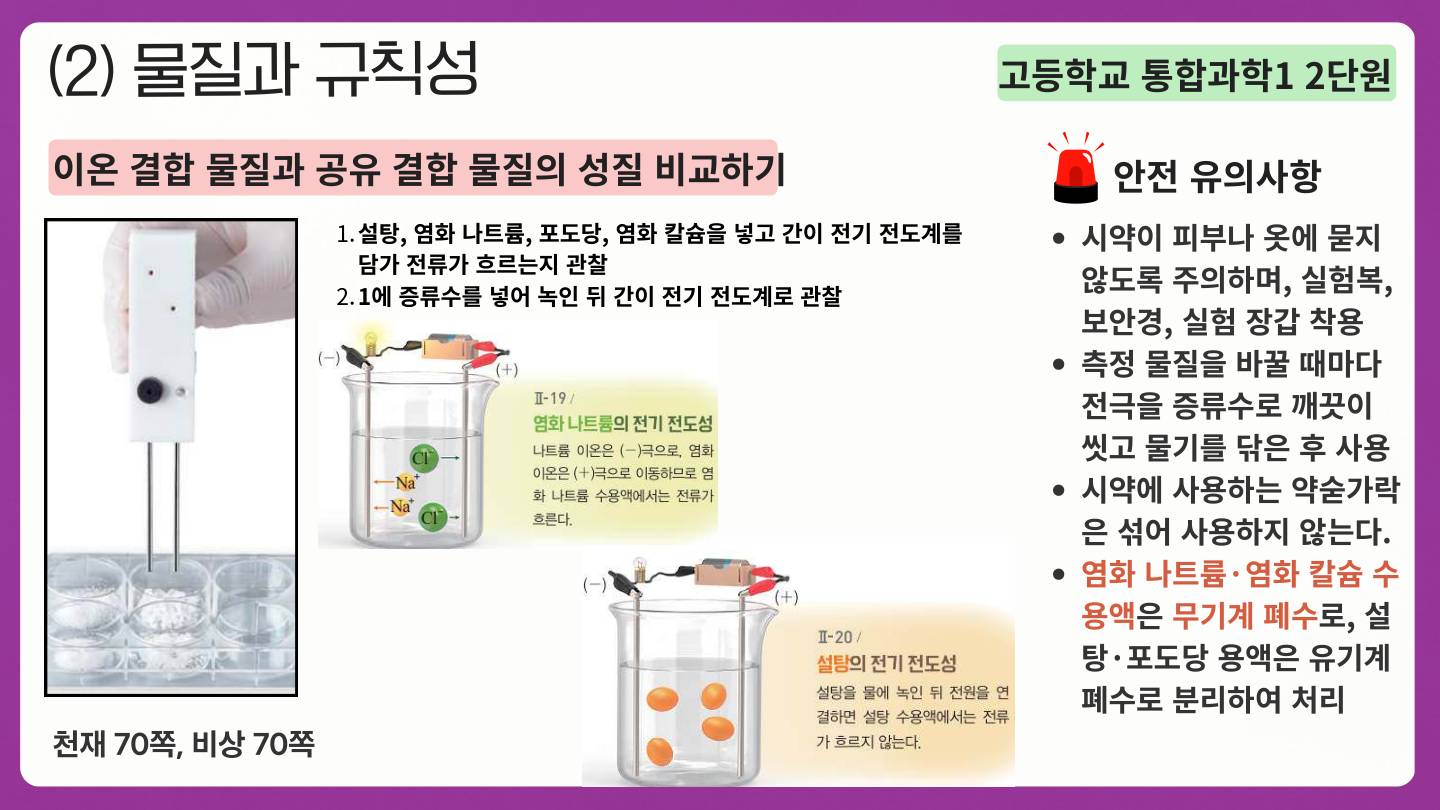 (2) 물질과 규칙성
고등학교 통합과학1 2단원
이온 결합 물질과 공유 결합 물질의 성질 비교하기
1. 설탕, 염화 나트륨, 포도당, 염화 칼슘을 넣고 간이 전기 전도계를
담가 전류가 흐르는지 관찰
2. 1에 증류수를 넣어 녹인 뒤 간이 전기 전도계로 관찰
(−)
(+)
Cl⁻
Na⁺
Na⁺
Cl⁻
Ⅱ-19 /
염화 나트륨의 전기 전도성
나트륨 이온은 (−)극으로, 염화
이온은 (+)극으로 이동하므로 염
화 나트륨 수용액에서는 전류가
흐른다.
(−)
(+)
Ⅱ-20 /
설탕의 전기 전도성
설탕을 물에 녹인 뒤 전원을 연
결하면 설탕 수용액에서는 전류
가 흐르지 않는다.
천재 70쪽, 비상 70쪽
안전 유의사항
• 시약이 피부나 옷에 묻지
않도록 주의하며, 실험복,
보안경, 실험 장갑 착용
• 측정 물질을 바꿀 때마다
전극을 증류수로 깨끗이
씻고 물기를 닦은 후 사용
• 시약에 사용하는 약숟가락
은 섞어 사용하지 않는다.
• 염화 나트륨·염화 칼슘 수
용액은 무기계 폐수로, 설
탕·포도당 용액은 유기계
폐수로 분리하여 처리